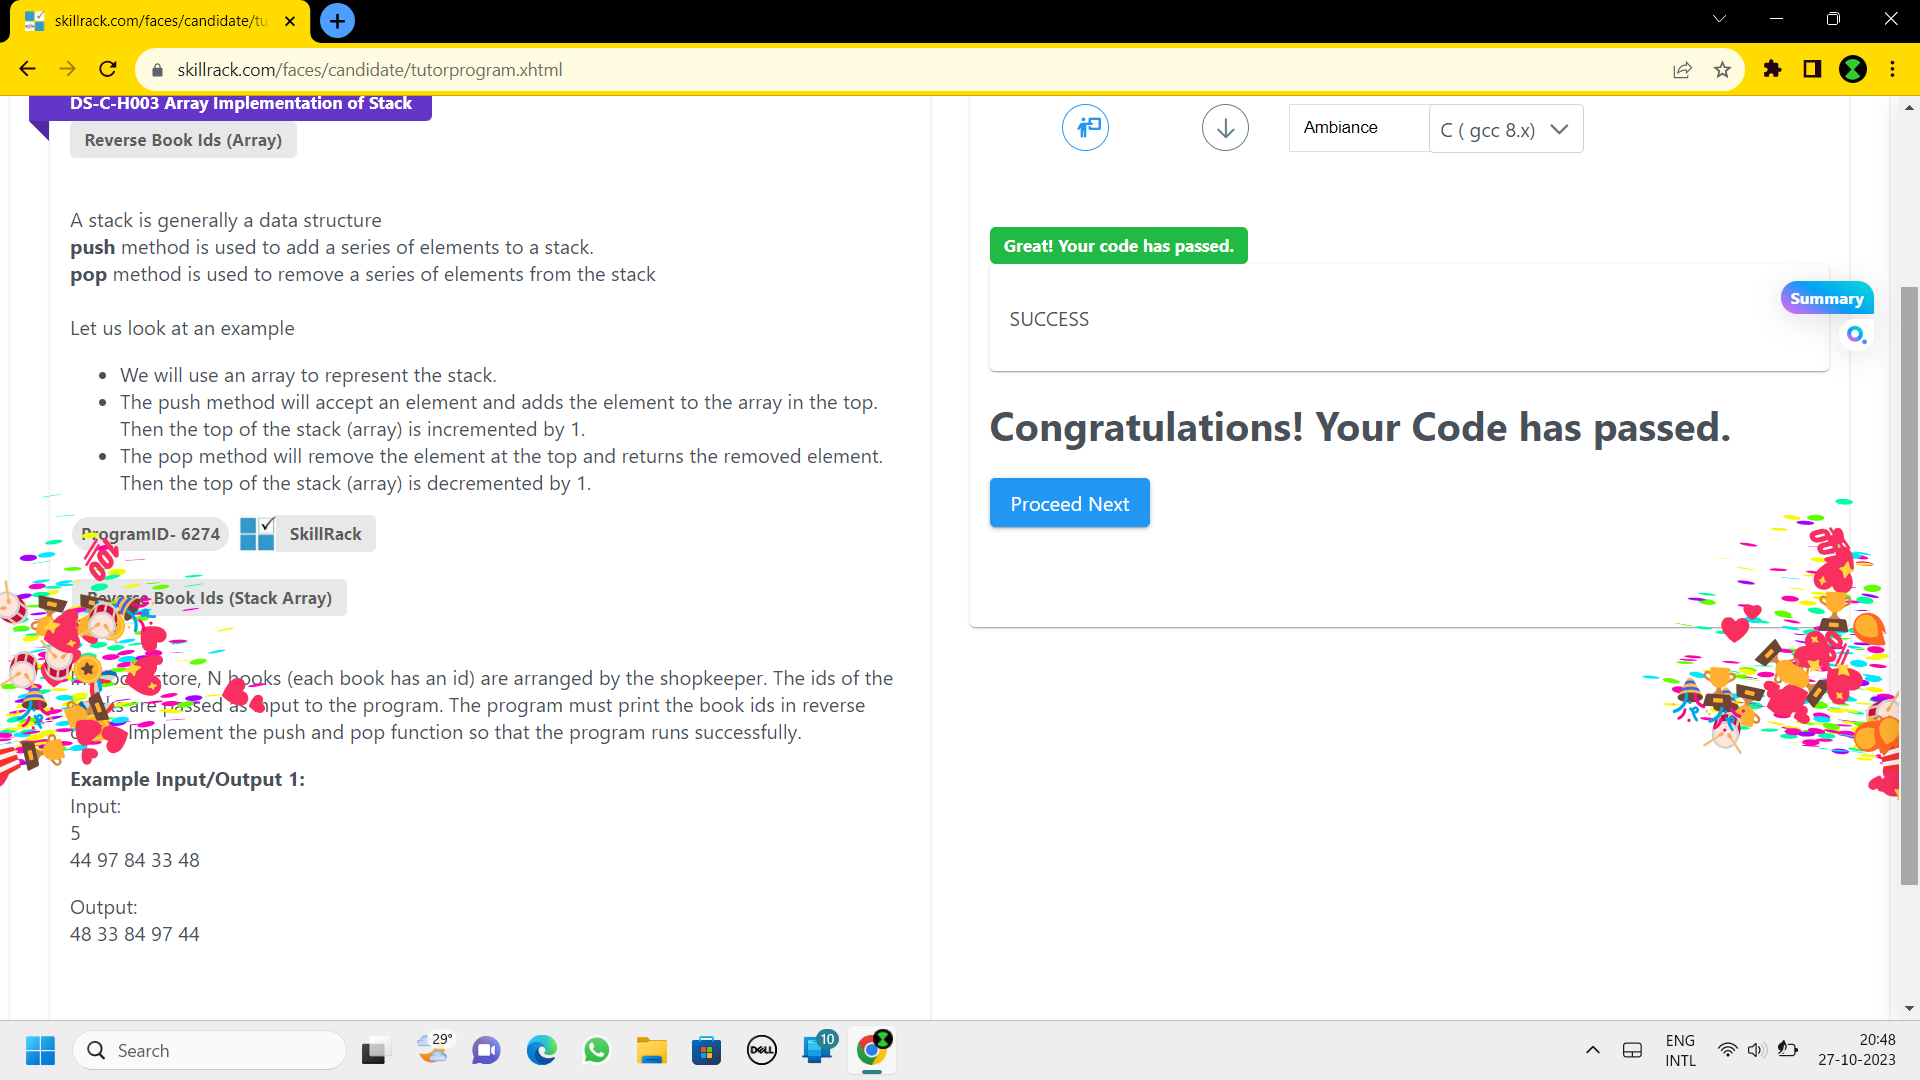 skillrack.com/faces/candidate/tu
skillrack.com/faces/candidate/tutorprogram.xhtml
DS-C-H003 Array Implementation of Stack
Reverse Book Ids (Array)
A stack is generally a data structure
push method is used to add a series of elements to a stack.
pop method is used to remove a series of elements from the stack
Let us look at an example
We will use an array to represent the stack.
The push method will accept an element and adds the element to the array in the top.
Then the top of the stack (array) is incremented by 1.
The pop method will remove the element at the top and returns the removed element.
Then the top of the stack (array) is decremented by 1.
ProgramID- 6274
SkillRack
Reverse Book Ids (Stack Array)
store, N books (each book has an id) are arranged by the shopkeeper. The ids of the
are passed as input to the program. The program must print the book ids in reverse
Implement the push and pop function so that the program runs successfully.
Example Input/Output 1:
Input:
5
44 97 84 33 48
Output:
48 33 84 97 44
Ambiance
C ( gcc 8.x)
Great! Your code has passed.
SUCCESS
Summary
Congratulations! Your Code has passed.
Proceed Next
Search
29°
DELL
10
ENG
INTL
20:48
27-10-2023